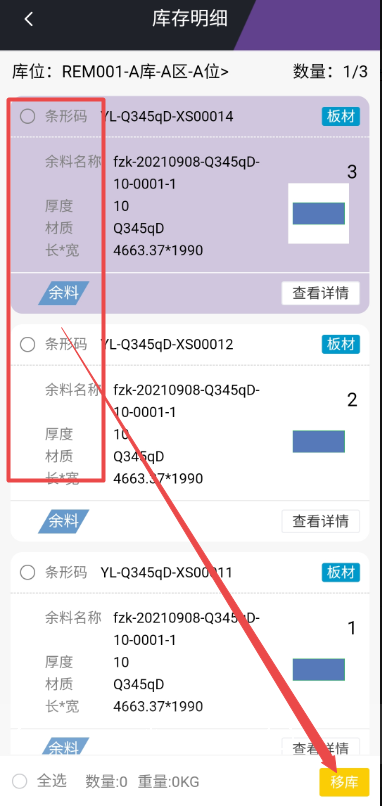 库存明细
库位：REM001-A库-A区-A位> 数量：1/3
条形码 YL-Q345qD-XS00014 板材
余料名称 fzk-20210908-Q345qD-
10-0001-1
3
厚度 10
材质 Q345qD
长*宽 4663.37*1990
余料 查看详情
条形码 YL-Q345qD-XS00012 板材
余料名称 fzk-20210908-Q345qD-
10-0001-1
2
厚度 10
材质 Q345qD
长*宽 4663.37*1990
余料 查看详情
条形码 YL-Q345qD-XS00011 板材
余料名称 fzk-20210908-Q345qD-
10-0001-1
1
厚度 10
材质 Q345qD
长*宽 4663.37*1990
余料 查看详情
全选 数量:0 重量:0KG 移库